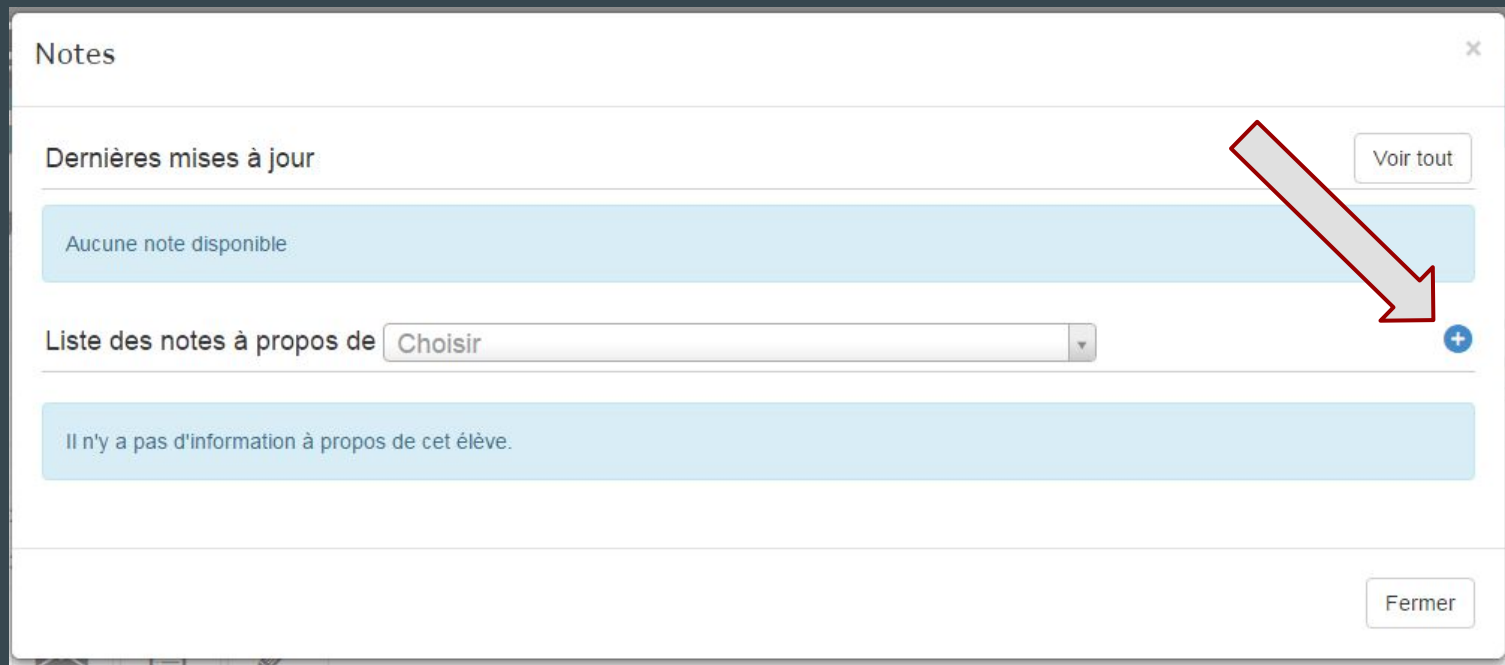 Notes
×
Dernières mises à jour
Voir tout
Aucune note disponible
Liste des notes à propos de Choisir
Il n'y a pas d'information à propos de cet élève.
Fermer